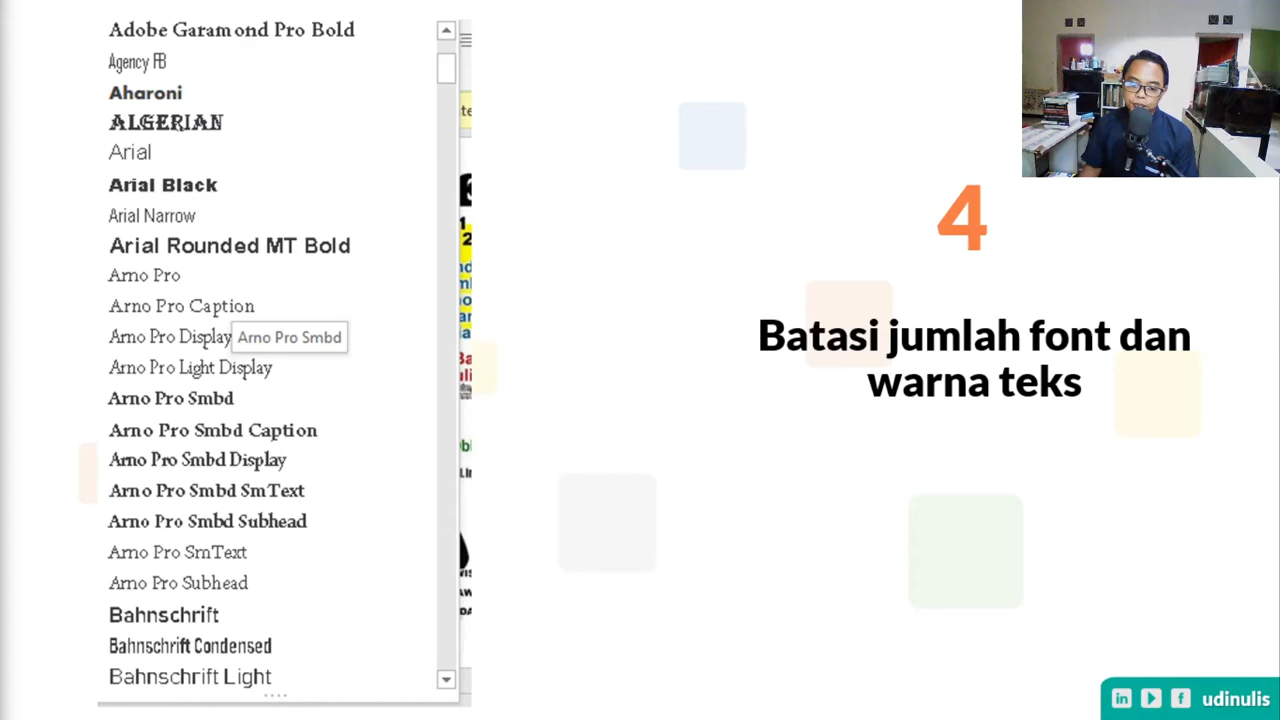 Adobe Garamond Pro Bold
Agency FB
Aharoni
ALGERIAN
Arial
Arial Black
Arial Narrow
Arial Rounded MT Bold
Arno Pro
Arno Pro Caption
Arno Pro Display
Arno Pro Smbd
Arno Pro Light Display
Arno Pro Smbd
Arno Pro Smbd Caption
Arno Pro Smbd Display
Arno Pro Smbd SmText
Arno Pro Smbd Subhead
Arno Pro SmText
Arno Pro Subhead
Bahnschrift
Bahnschrift Condensed
Bahnschrift Light
4
Batasi jumlah font dan
warna teks
udinulis